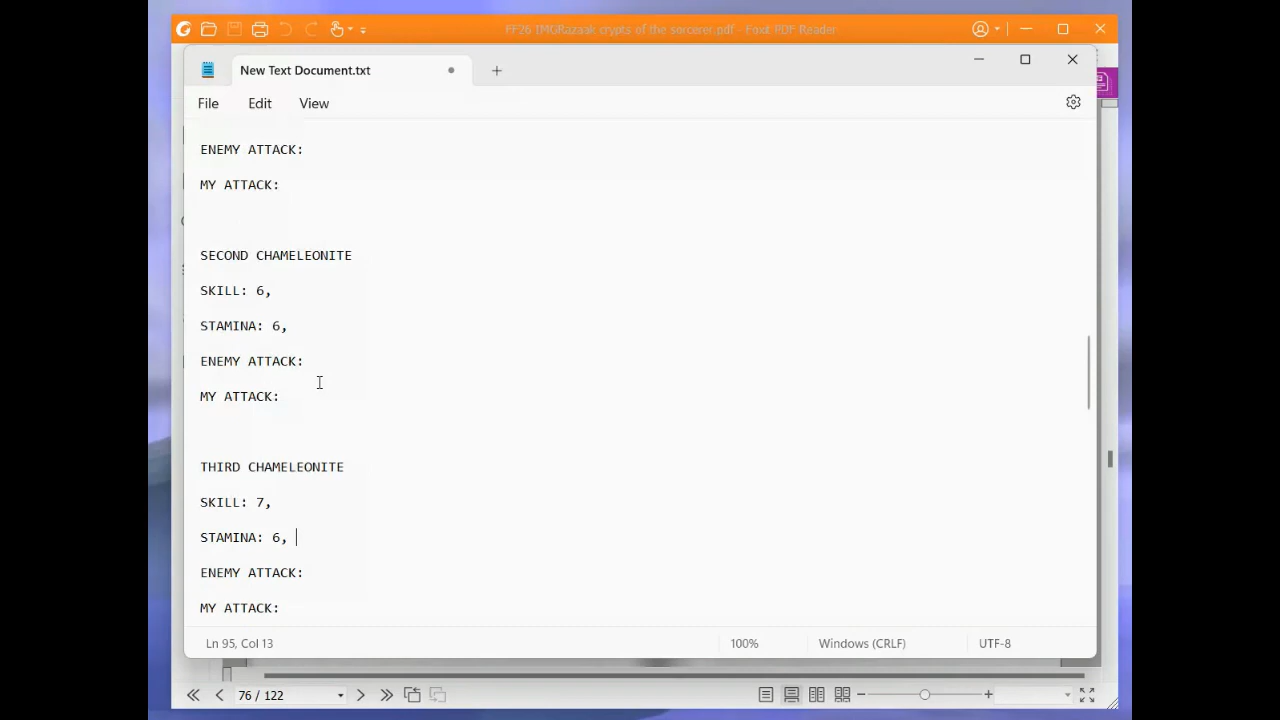 FF26 IMGRazaak crypts of the sorcerer.pdf - Foxit PDF Reader
New Text Document.txt
File Edit View
ENEMY ATTACK:
MY ATTACK:
SECOND CHAMELEONITE
SKILL: 6,
STAMINA: 6,
ENEMY ATTACK:
MY ATTACK:
THIRD CHAMELEONITE
SKILL: 7,
STAMINA: 6,
ENEMY ATTACK:
MY ATTACK:
Ln 95, Col 13 100% Windows (CRLF) UTF-8
76 / 122